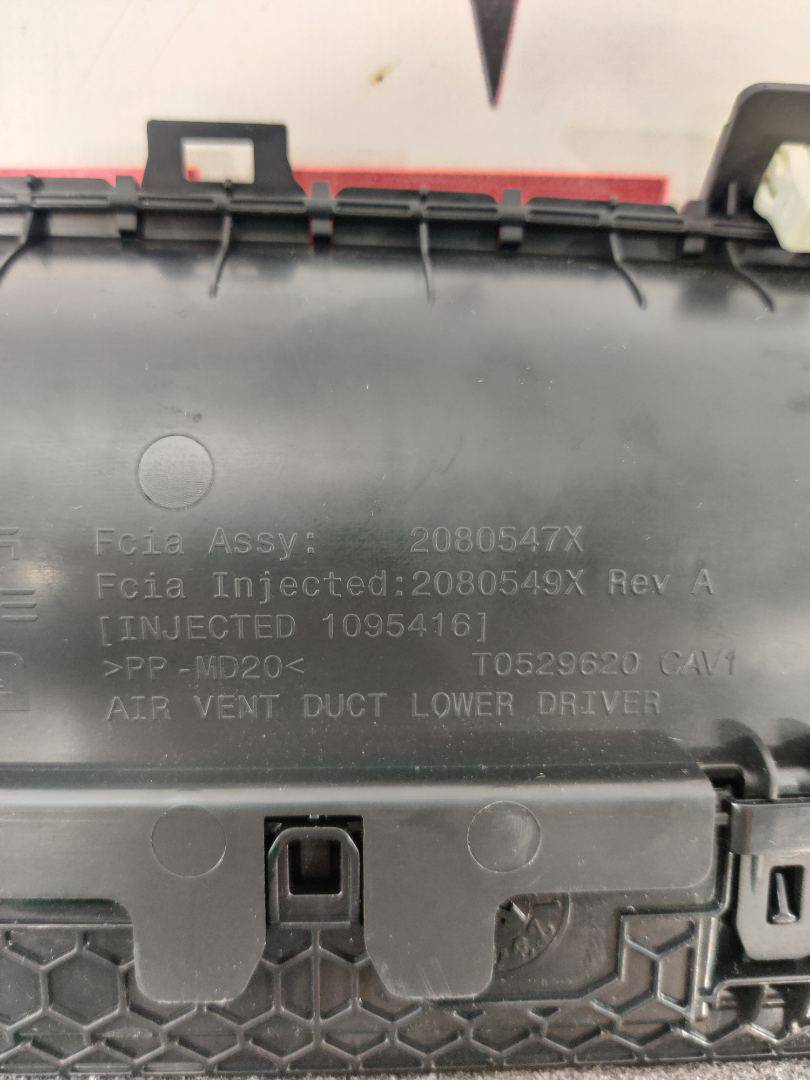 Fcia Assy: 2080547X
Fcia Injected:2080549X Rev A
[INJECTED 1095416]
>PP-MD20< T0529620 CAV1
AIR VENT DUCT LOWER DRIVER